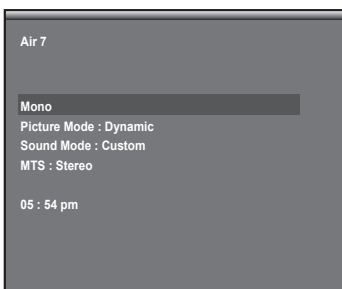 Air 7
Mono
Picture Mode : Dynamic
Sound Mode : Custom
MTS : Stereo
05 : 54 pm